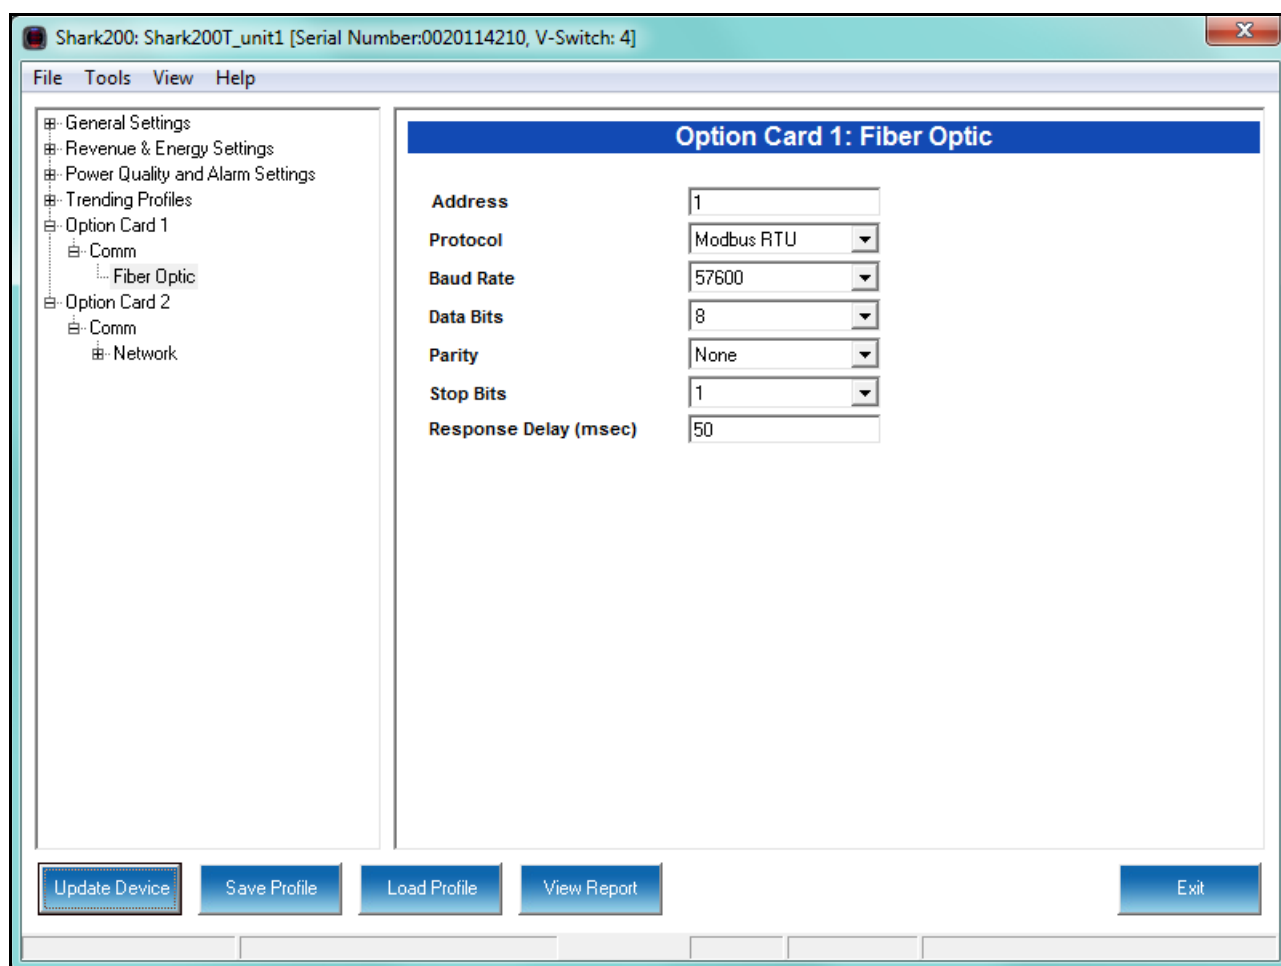 Shark200: Shark200T_unit1 [Serial Number:0020114210, V-Switch: 4]
File Tools View Help
General Settings
Revenue & Energy Settings
Power Quality and Alarm Settings
Trending Profiles
Option Card 1
Comm
Fiber Optic
Option Card 2
Comm
Network
Option Card 1: Fiber Optic
Address 1
Protocol Modbus RTU
Baud Rate 57600
Data Bits 8
Parity None
Stop Bits 1
Response Delay (msec) 50
Update Device Save Profile Load Profile View Report Exit